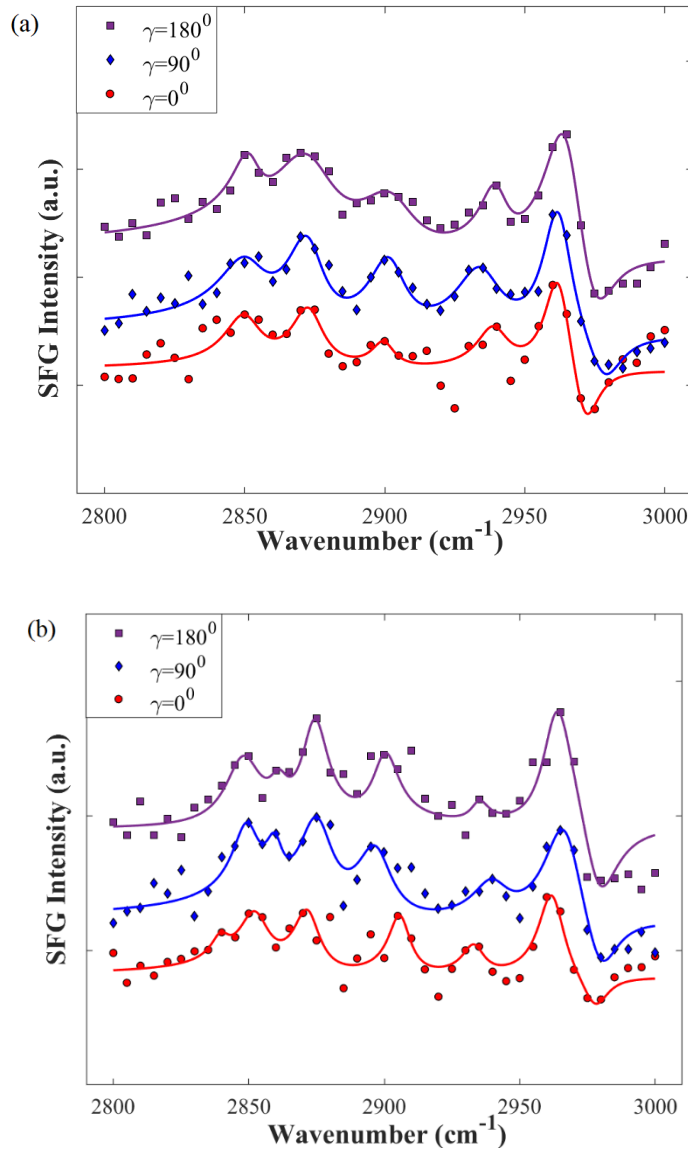 (a)
γ=180⁰
γ=90⁰
γ=0⁰
SFG Intensity (a.u.)
2800 2850 2900 2950 3000
Wavenumber (cm⁻¹)
(b)
γ=180⁰
γ=90⁰
γ=0⁰
SFG Intensity (a.u.)
2800 2850 2900 2950 3000
Wavenumber (cm⁻¹)